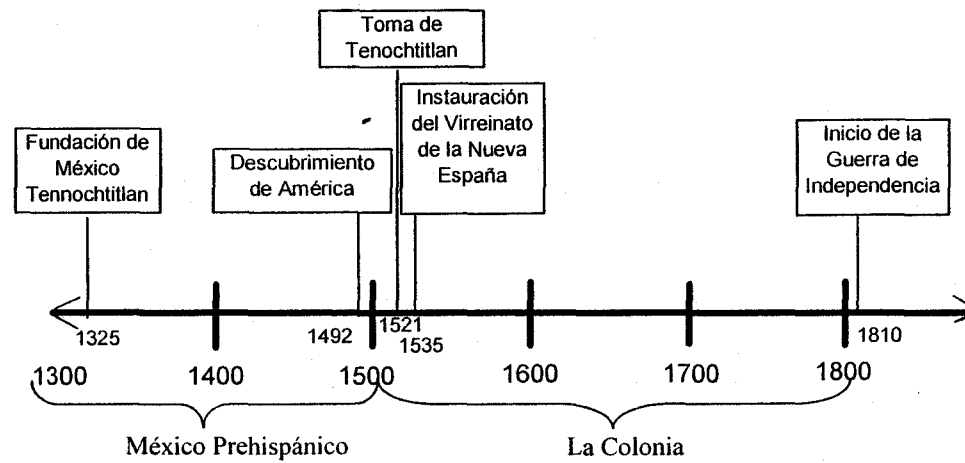 Toma de
Tenochtitlan
Instauración
del Virreinato
de la Nueva
España
Fundación de
México
Tennochtitlan
Descubrimiento
de América
Inicio de la
Guerra de
Independencia
1325
1492
1521
1535
1810
1300
1400
1500
1600
1700
1800
México Prehispánico
La Colonia